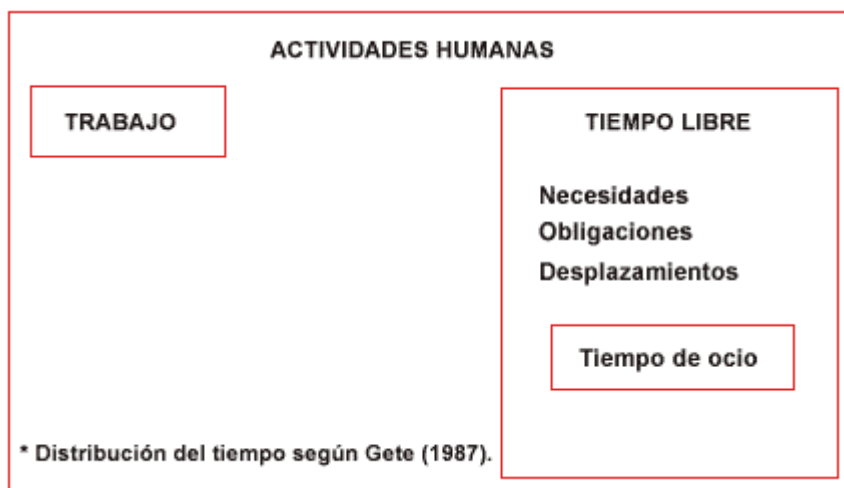 ACTIVIDADES HUMANAS
TRABAJO
TIEMPO LIBRE
Necesidades
Obligaciones
Desplazamientos
Tiempo de ocio
* Distribución del tiempo según Gete (1987).